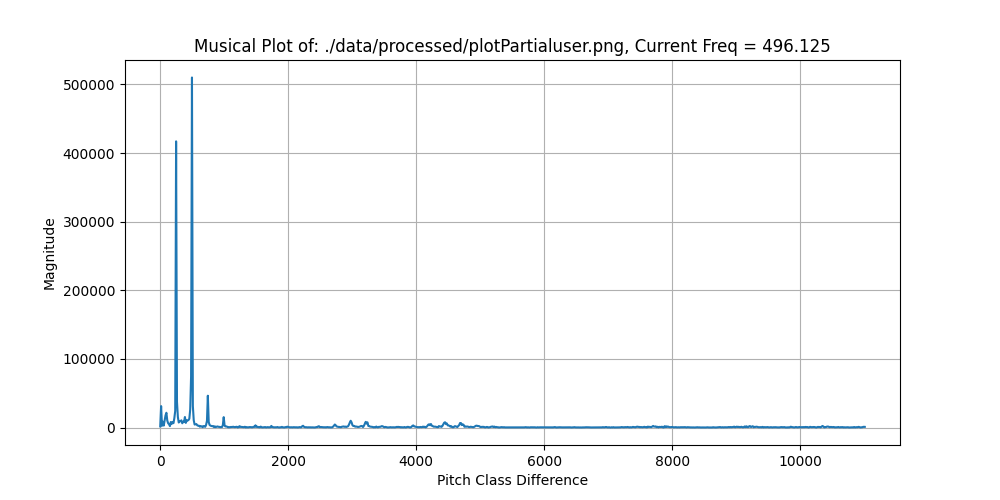 Musical Plot of: ./data/processed/plotPartialuser.png, Current Freq = 496.125
500000
400000
300000
200000
100000
0
Magnitude
0 2000 4000 6000 8000 10000
Pitch Class Difference